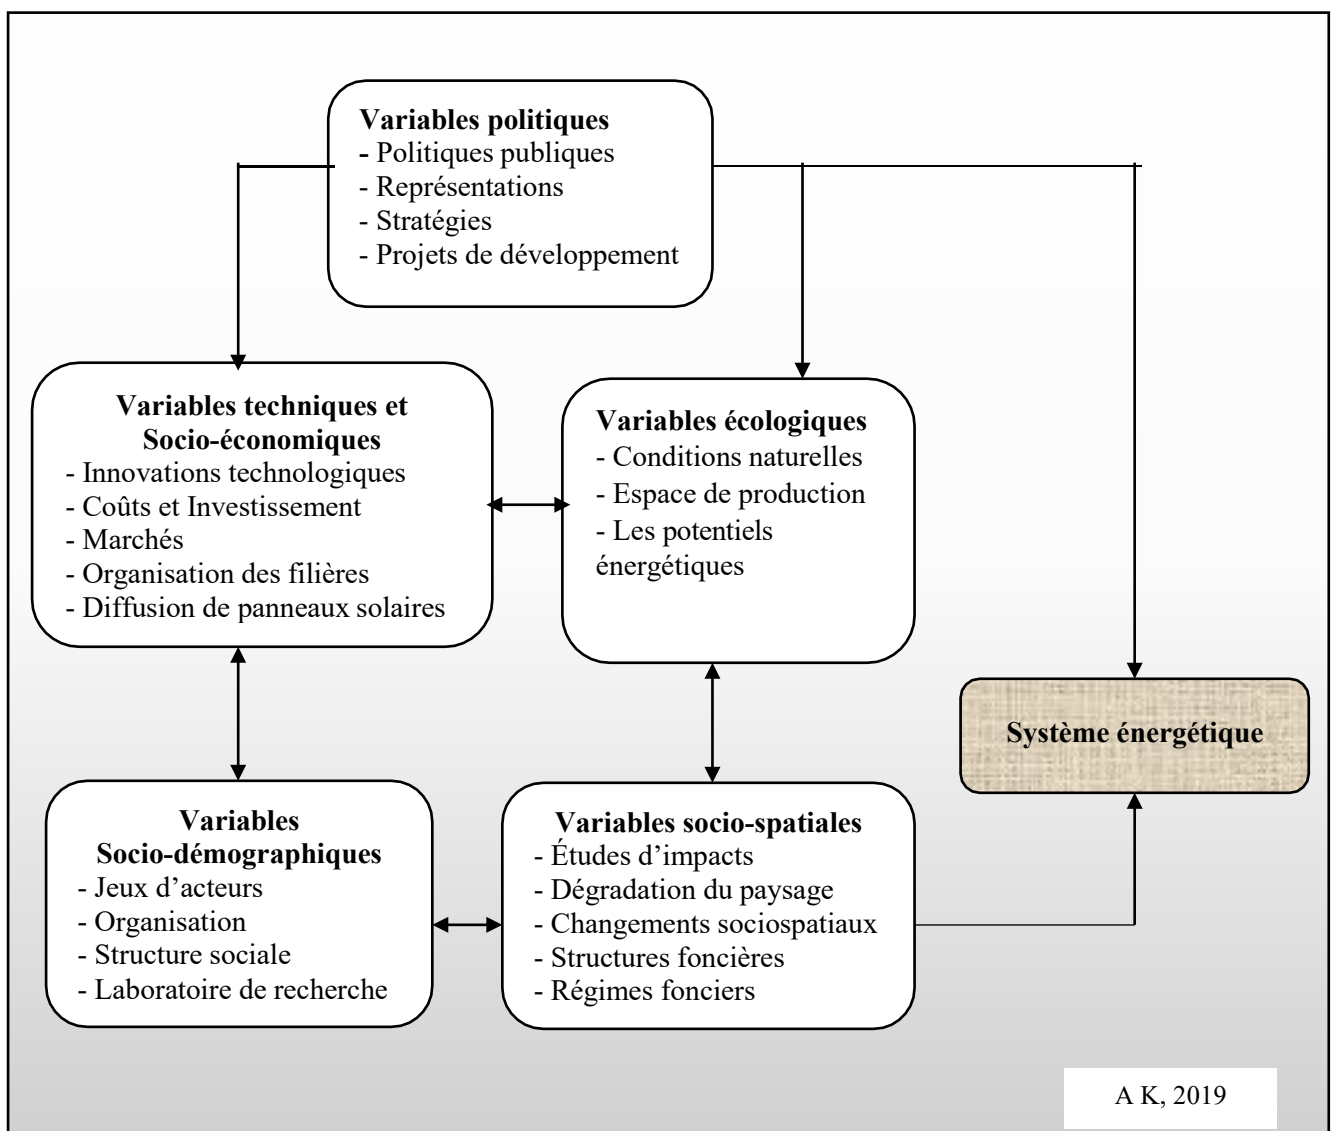 Variables politiques
- Politiques publiques
- Représentations
- Stratégies
- Projets de développement
Variables techniques et
Socio-économiques
- Innovations technologiques
- Coûts et Investissement
- Marchés
- Organisation des filières
- Diffusion de panneaux solaires
Variables écologiques
- Conditions naturelles
- Espace de production
- Les potentiels
énergétiques
Système énergétique
Variables
Socio-démographiques
- Jeux d’acteurs
- Organisation
- Structure sociale
- Laboratoire de recherche
Variables socio-spatiales
- Études d’impacts
- Dégradation du paysage
- Changements sociospatiaux
- Structures foncières
- Régimes fonciers
A K, 2019